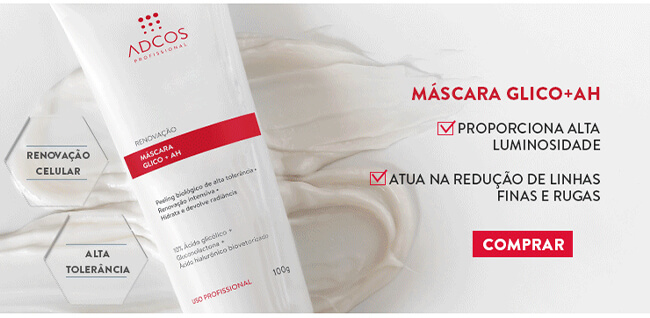 ADCOS
PROFISSIONAL
RENOVAÇÃO
MÁSCARA
GLICO + AH
Peeling biológico de alta tolerância •
Renovação intensiva •
Hidrata e devolve radiância
10% Ácido glicólico +
Gluconolactona +
Ácido hialurônico biovetorizado
100g
USO PROFISSIONAL
RENOVAÇÃO
CELULAR
ALTA
TOLERÂNCIA
MÁSCARA GLICO+AH
PROPORCIONA ALTA
LUMINOSIDADE
ATUA NA REDUÇÃO DE LINHAS
FINAS E RUGAS
COMPRAR